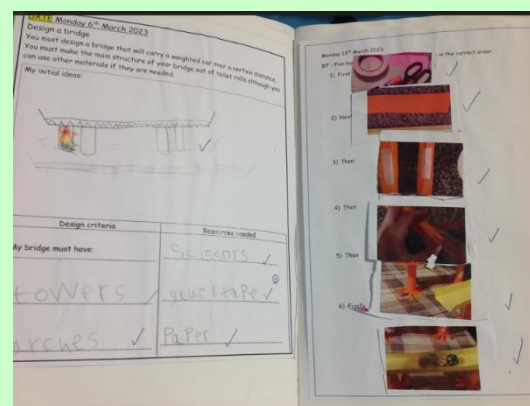 DATE Monday 6th March 2023
Design a bridge
You must design a bridge that will carry a weighted car over a certain distance.
You must make the main structure of your bridge out of toilet rolls although you
can use other materials if they are needed.
My initial ideas:
Design criteria
Resources needed
My bridge must have:
towers
arches
Scissors
Paper
Monday 13th March 2023
DT - Plan
in the correct order.
1) First
2) Next
3) Then
4) Then
5) Then
6) Finally